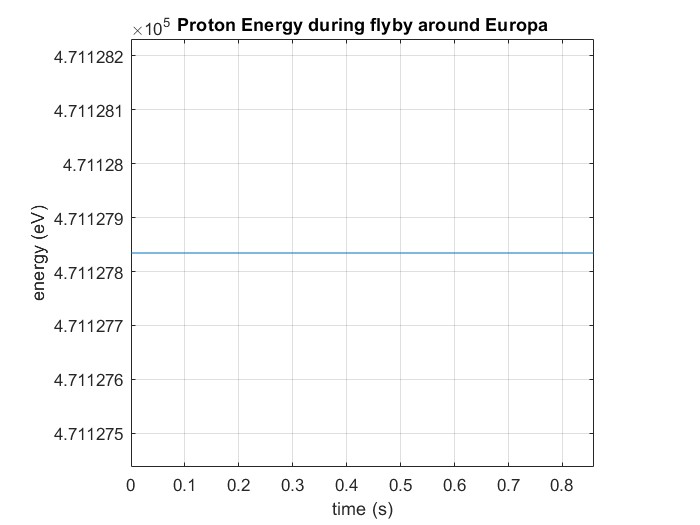 ×10⁵ Proton Energy during flyby around Europa
4.711282
4.711281
4.71128
4.711279
4.711278
4.711277
4.711276
4.711275
energy (eV)
0 0.1 0.2 0.3 0.4 0.5 0.6 0.7 0.8
time (s)